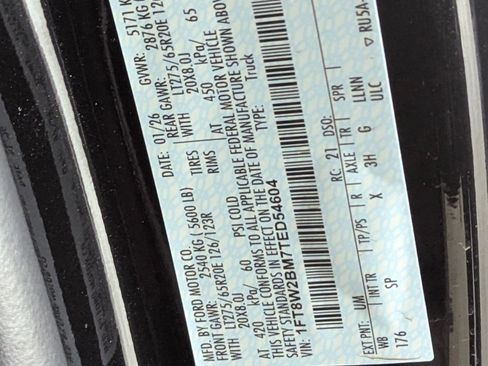 MFD. BY FORD MOTOR CO.
DATE: 01/26 GVWR: 5171 K
FRONT GAWR: 2540 KG ( 5600 LB) REAR GAWR: 2876 KG
LT275/65R20E 126/123R TIRES LT275/65R20E 12
20X8.0J RIMS 20X8.0J
AT 420 kPa/ 60 PSI COLD AT 450 kPa/ 65
THIS VEHICLE CONFORMS TO ALL APPLICABLE FEDERAL MOTOR VEHICLE
SAFETY STANDARDS IN EFFECT ON THE DATE OF MANUFACTURE SHOWN ABOV
VIN: 1FT8W2BM7TED54604 TYPE: Truck
EXT PNT: UM RC: 21 DSO:
WB INT TR TP/PS R AXLE TR SPR
176 SP X 3H G ULC LLNN
▽ RU5A-